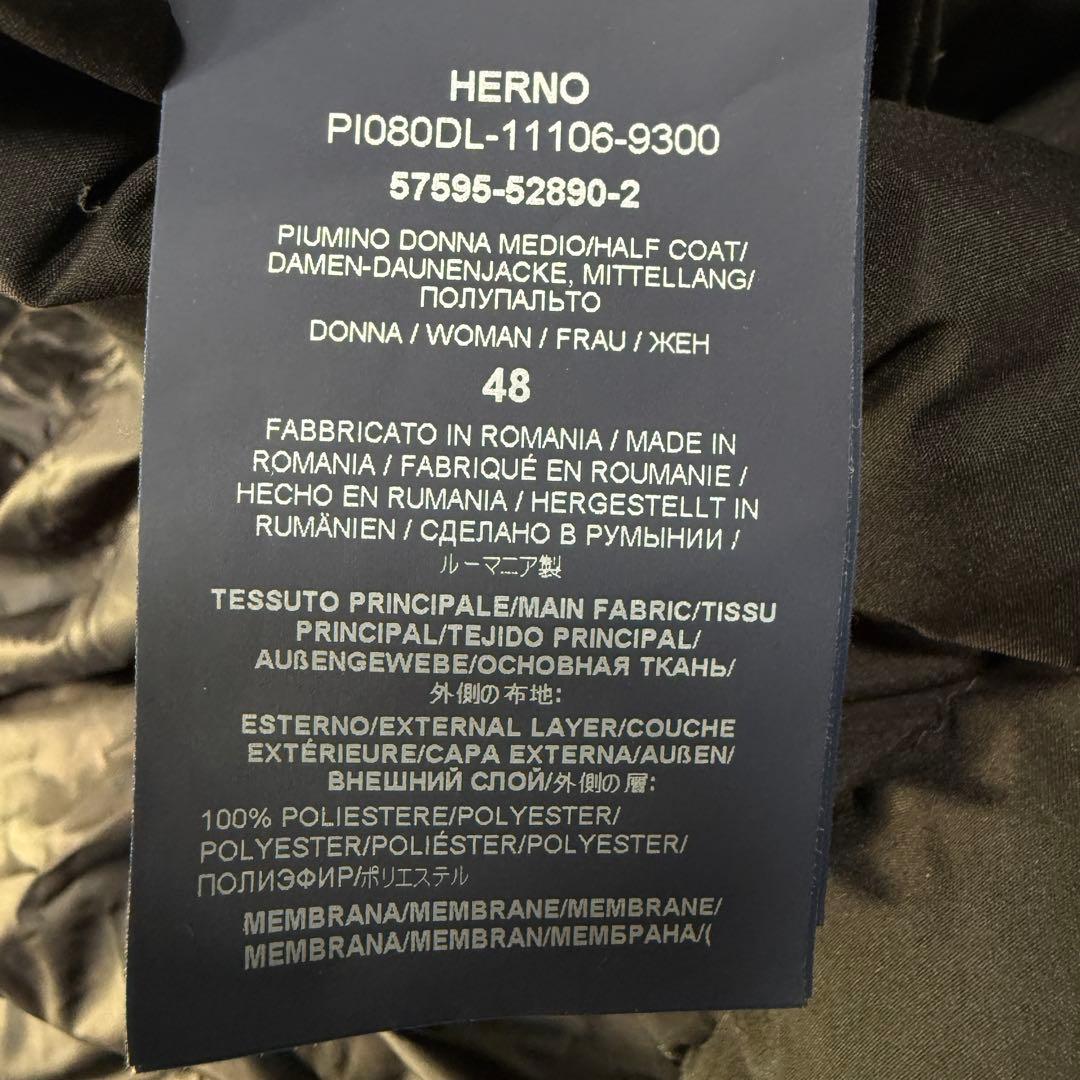 HERNO
PI080DL-11106-9300
57595-52890-2
PIUMINO DONNA MEDIO/HALF COAT/
DAMEN-DAUNENJACKE, MITTELLANG/
ПОЛУПАЛЬТО
DONNA / WOMAN / FRAU / ЖЕН
48
FABBRICATO IN ROMANIA / MADE IN
ROMANIA / FABRIQUÉ EN ROUMANIE /
HECHO EN RUMANIA / HERGESTELLT IN
RUMÄNIEN / СДЕЛАНО В РУМЫНИИ /
ルーマニア製
TESSUTO PRINCIPALE/MAIN FABRIC/TISSU
PRINCIPAL/TEJIDO PRINCIPAL/
AUßENGEWEBE/ОСНОВНАЯ ТКАНЬ/
外側の布地:
ESTERNO/EXTERNAL LAYER/COUCHE
EXTÉRIEURE/CAPA EXTERNA/AUßEN/
ВНЕШНИЙ СЛОЙ/外側の層:
100% POLIESTERE/POLYESTER/
POLYESTER/POLIÉSTER/POLYESTER/
ПОЛИЭФИР/ポリエステル
MEMBRANA/MEMBRANE/MEMBRANE/
MEMBRANA/MEMBRAN/МЕМБРАНА/(